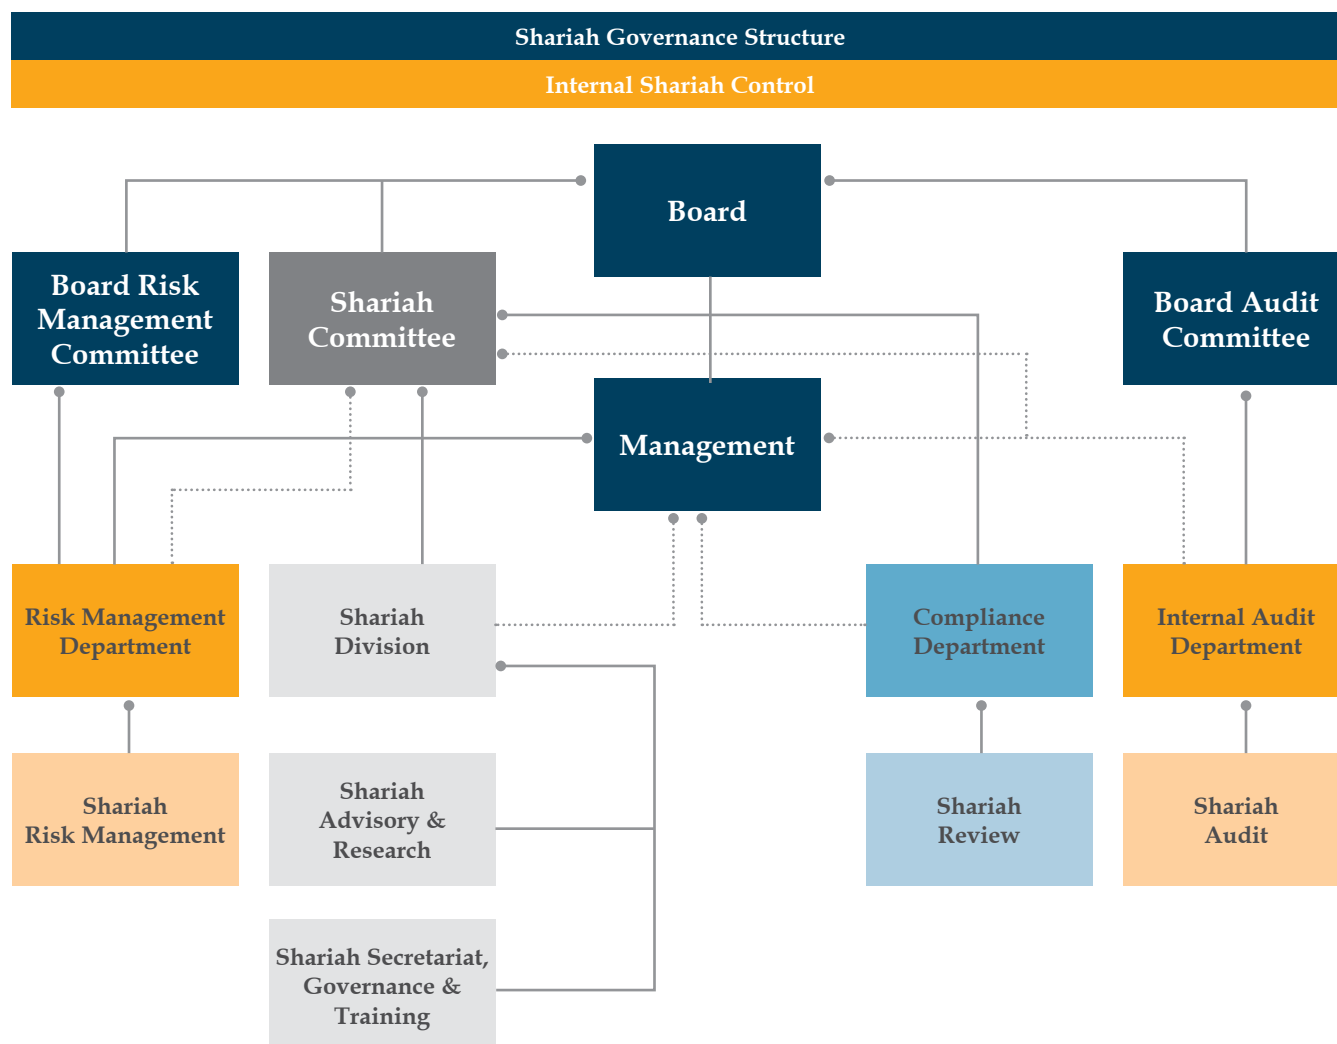 Shariah Governance Structure
Internal Shariah Control
Board
Board Risk
Management
Committee
Shariah
Committee
Board Audit
Committee
Management
Risk Management
Department
Shariah
Division
Compliance
Department
Internal Audit
Department
Shariah
Risk Management
Shariah
Advisory &
Research
Shariah
Review
Shariah
Audit
Shariah Secretariat,
Governance &
Training